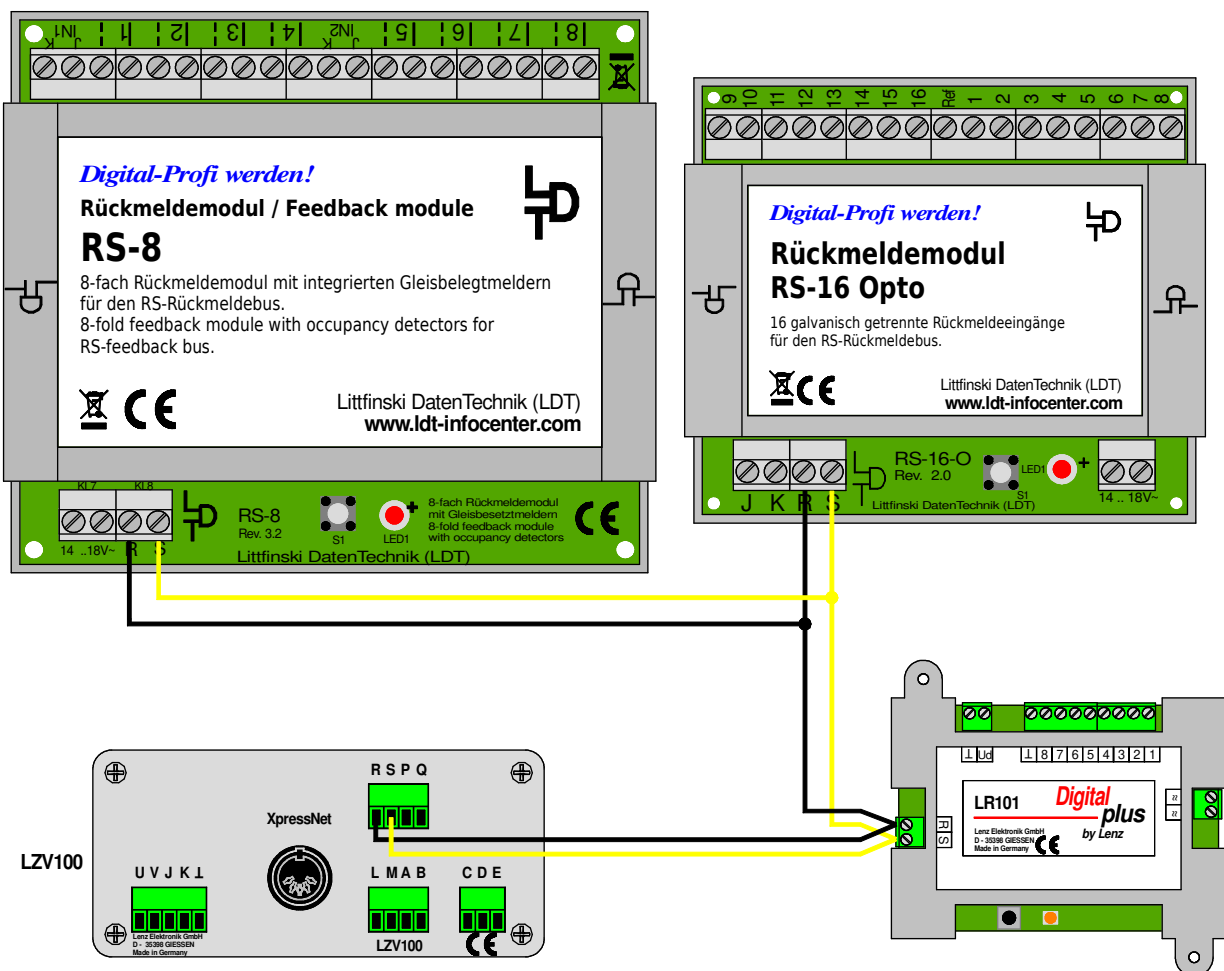 K IN1 J 1 2 3 4 K IN2 J 5 6 7 8
Digital-Profi werden!
Rückmeldemodul / Feedback module
RS-8
8-fach Rückmeldemodul mit integrierten Gleisbelegtmeldern
für den RS-Rückmeldebus.
8-fold feedback module with occupancy detectors for
RS-feedback bus.
CE
Littfinski DatenTechnik (LDT)
www.ldt-infocenter.com
Kl7 Kl8
14 ..18V~ R S
RS-8
Rev. 3.2
S1
LED1
+
8-fach Rückmeldemodul
mit Gleisbesetztmeldern
8-fold feedback module
with occupancy detectors
CE
Littfinski DatenTechnik (LDT)
9 10 11 12 13 14 15 16 Ref 1 2 3 4 5 6 7 8
Digital-Profi werden!
Rückmeldemodul
RS-16 Opto
16 galvanisch getrennte Rückmeldeeingänge
für den RS-Rückmeldebus.
CE
Littfinski DatenTechnik (LDT)
www.ldt-infocenter.com
J K R S
RS-16-O
Rev. 2.0
LED1
+
S1
14 .. 18V~
Littfinski DatenTechnik (LDT)
LZV100
R S P Q
XpressNet
U V J K ⊥
L M A B
C D E
Lenz Elektronik GmbH
D - 35398 GIESSEN
Made in Germany
LZV100
CE
⊥ Ud ⊥ 8 7 6 5 4 3 2 1
R S
LR101
Digital
plus
by Lenz
Lenz Elektronik GmbH
D - 35398 GIESSEN
Made in Germany
CE
≈
≈